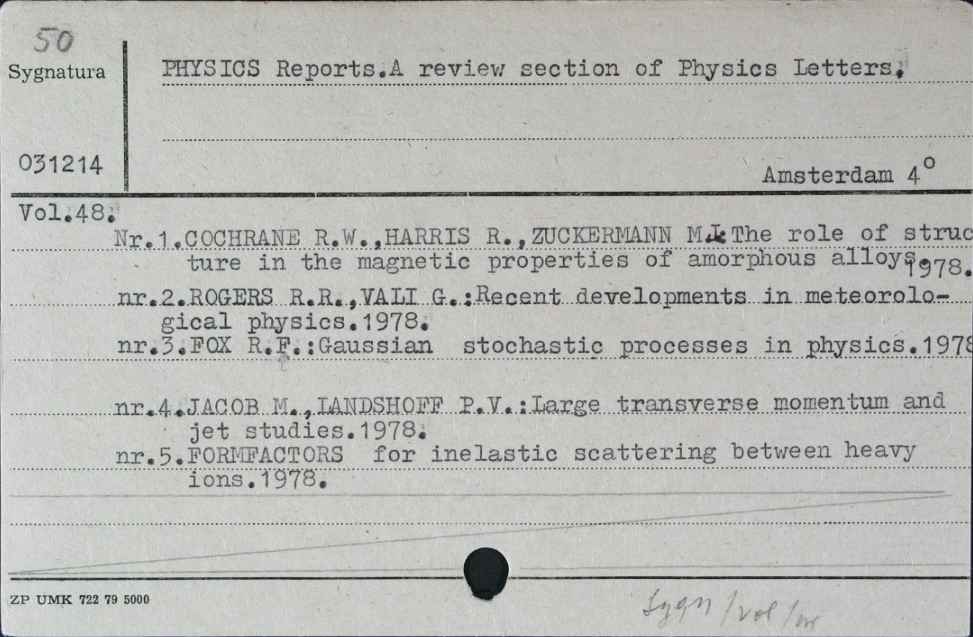 50
Sygnatura
PHYSICS Reports.A review section of Physics Letters.
031214
Amsterdam 4°
Vol.48.
Nr.1.COCHRANE R.W.,HARRIS R.,ZUCKERMANN M.J.:The role of struc
ture in the magnetic properties of amorphous alloys.1978.
nr.2.ROGERS R.R.,VALI G.:Recent developments in meteorolo-
gical physics.1978.
nr.3.FOX R.F.:Gaussian stochastic processes in physics.1978
nr.4.JACOB M.,LANDSHOFF P.V.:Large transverse momentum and
jet studies.1978.
nr.5.FORMFACTORS for inelastic scattering between heavy
ions.1978.
ZP UMK 722 79 5000
Sygn/vol/nr